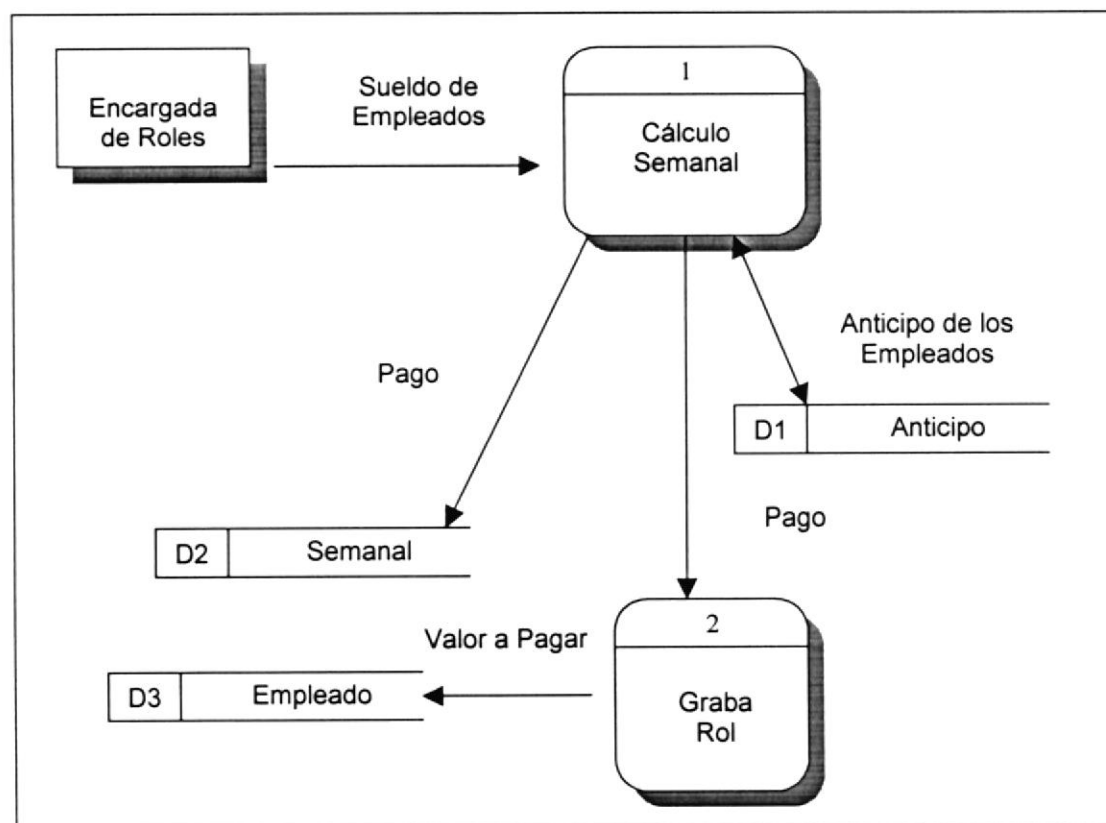 Encargada
de Roles
Sueldo de
Empleados
1
Cálculo
Semanal
Pago
Anticipo de los
Empleados
D1
Anticipo
Pago
D2
Semanal
2
Graba
Rol
Valor a Pagar
D3
Empleado